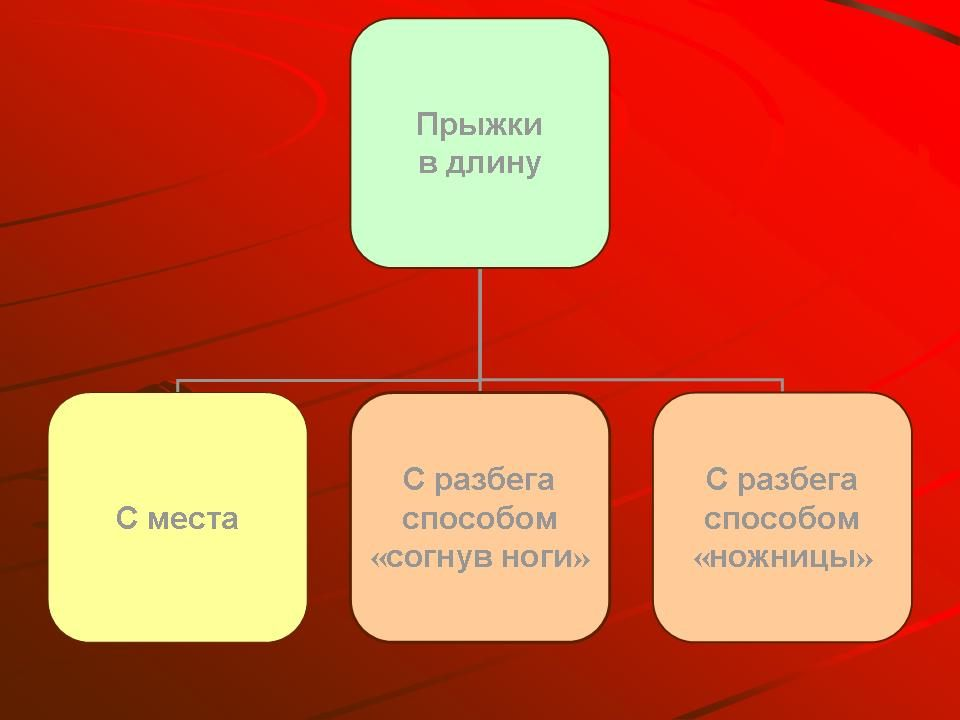 Прыжки
в длину
С места
С разбега
способом
«согнув ноги»
С разбега
способом
«ножницы»